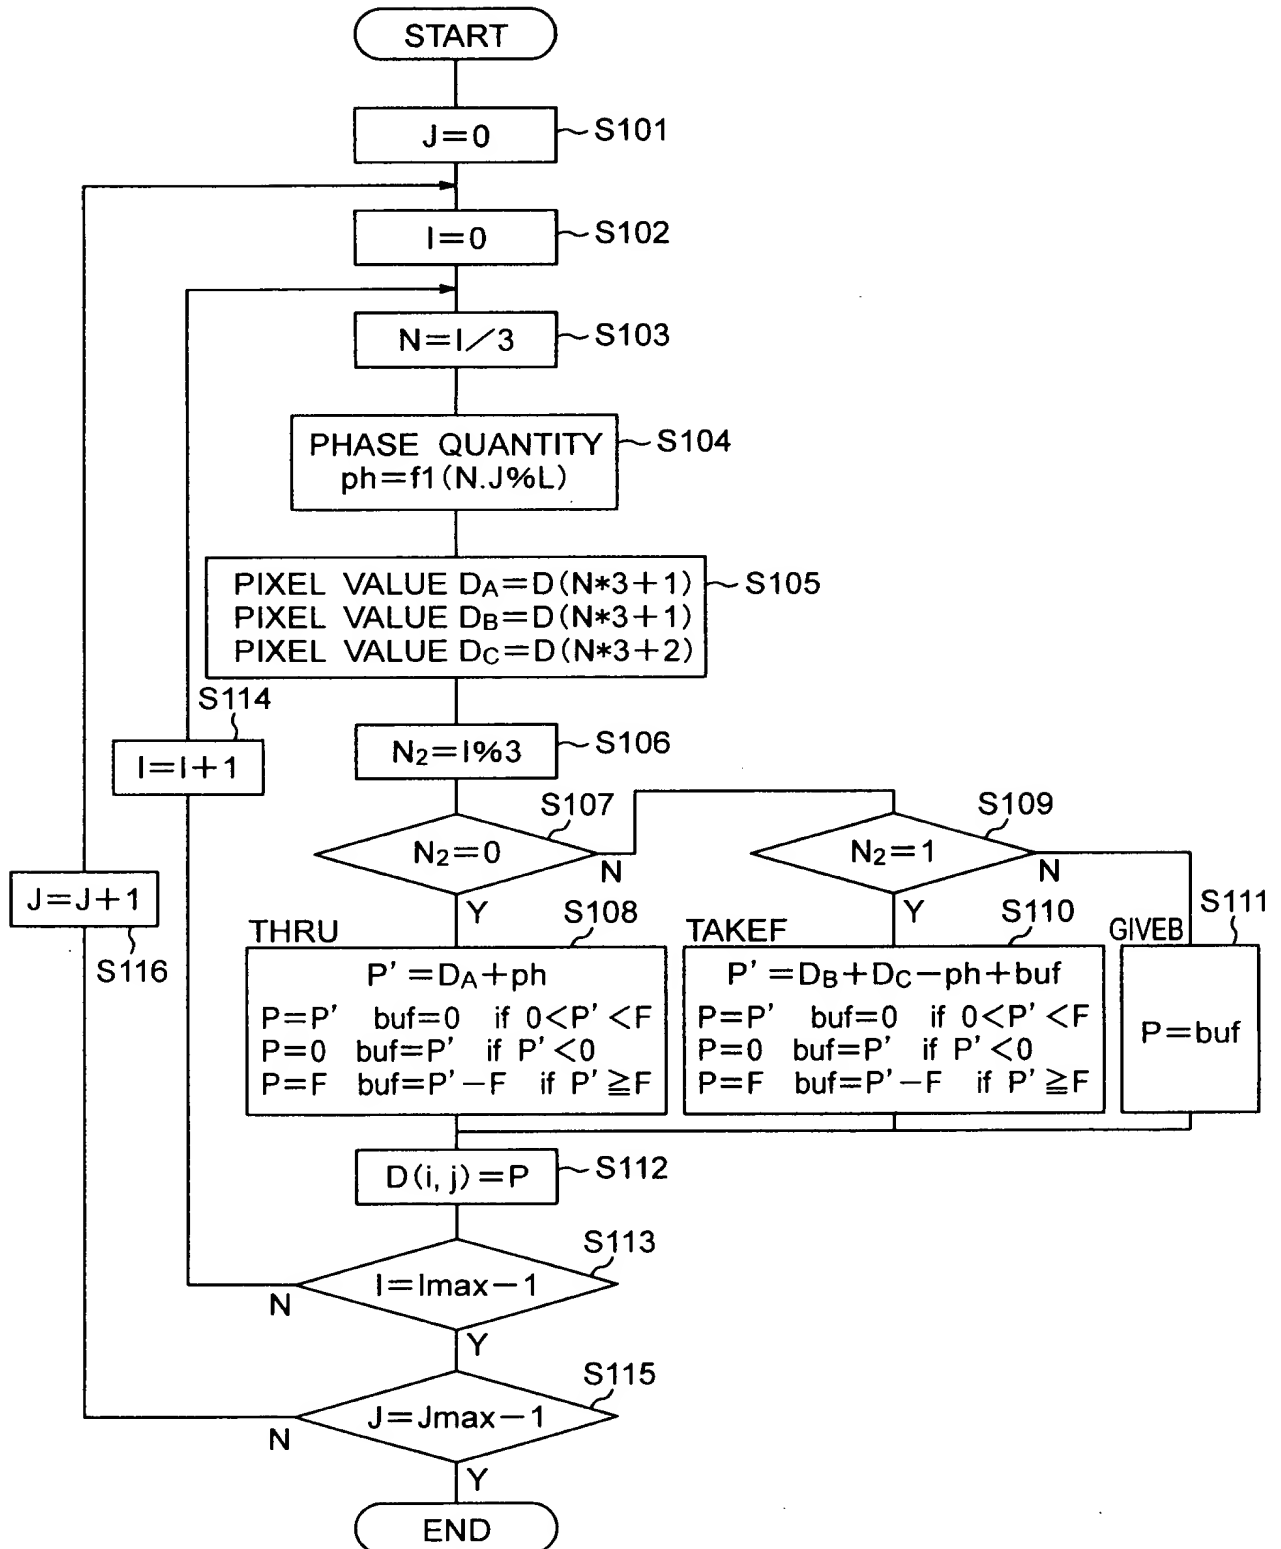 START
J=0
S101
I=0
S102
N=I/3
S103
PHASE QUANTITY
ph=f1(N.J%L)
S104
PIXEL VALUE DA=D(N*3+1)
PIXEL VALUE DB=D(N*3+1)
PIXEL VALUE DC=D(N*3+2)
S105
S114
I=I+1
N2=I%3
S106
S107
N2=0
N
Y
S109
N2=1
N
Y
J=J+1
S116
THRU
S108
P'=DA+ph
P=P' buf=0 if 0<P'<F
P=0 buf=P' if P'<0
P=F buf=P'-F if P'≧F
TAKEF
S110
P'=DB+DC-ph+buf
P=P' buf=0 if 0<P'<F
P=0 buf=P' if P'<0
P=F buf=P'-F if P'≧F
GIVEB
S111
P=buf
D(i,j)=P
S112
S113
I=Imax-1
N
Y
S115
J=Jmax-1
N
Y
END